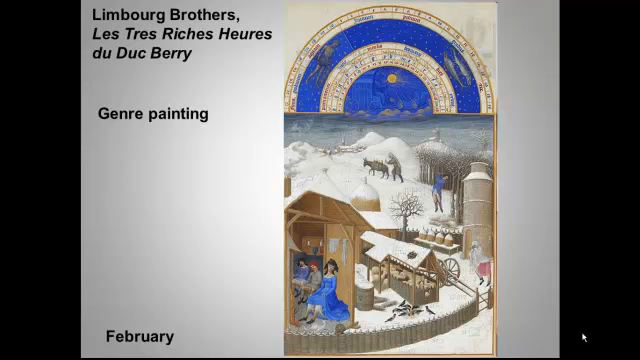 Limbourg Brothers,
Les Tres Riches Heures
du Duc Berry
Genre painting
February